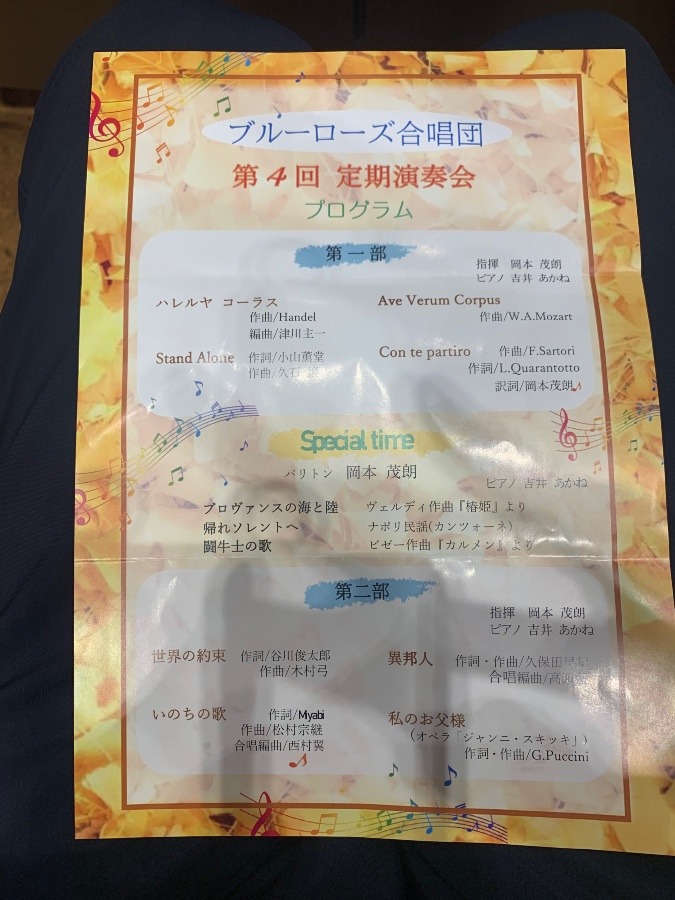 ブルーローズ合唱団
第4回 定期演奏会
プログラム
第一部
指揮 岡本 茂朗
ピアノ 吉井 あかね
ハレルヤ コーラス
作曲/Handel
編曲/津川主一
Ave Verum Corpus
作曲/W.A.Mozart
Stand Alone 作詞/小山薫堂
作曲/久石 譲
Con te partiro 作曲/F.Sartori
作詞/L.Quarantotto
訳詞/岡本茂朗
Special time
バリトン 岡本 茂朗
ピアノ 吉井 あかね
プロヴァンスの海と陸 ヴェルディ作曲『椿姫』より
帰れソレントへ ナポリ民謡(カンツォーネ)
闘牛士の歌 ビゼー作曲『カルメン』より
第二部
指揮 岡本 茂朗
ピアノ 吉井 あかね
世界の約束 作詞/谷川俊太郎
作曲/木村弓
異邦人 作詞・作曲/久保田
合唱編曲/高
いのちの歌 作詞/Miyabi
作曲/松村宗継
合唱編曲/西村翼
私のお父様
(オペラ「ジャンニ・スキッキ」)
作詞・作曲/G.Puccini